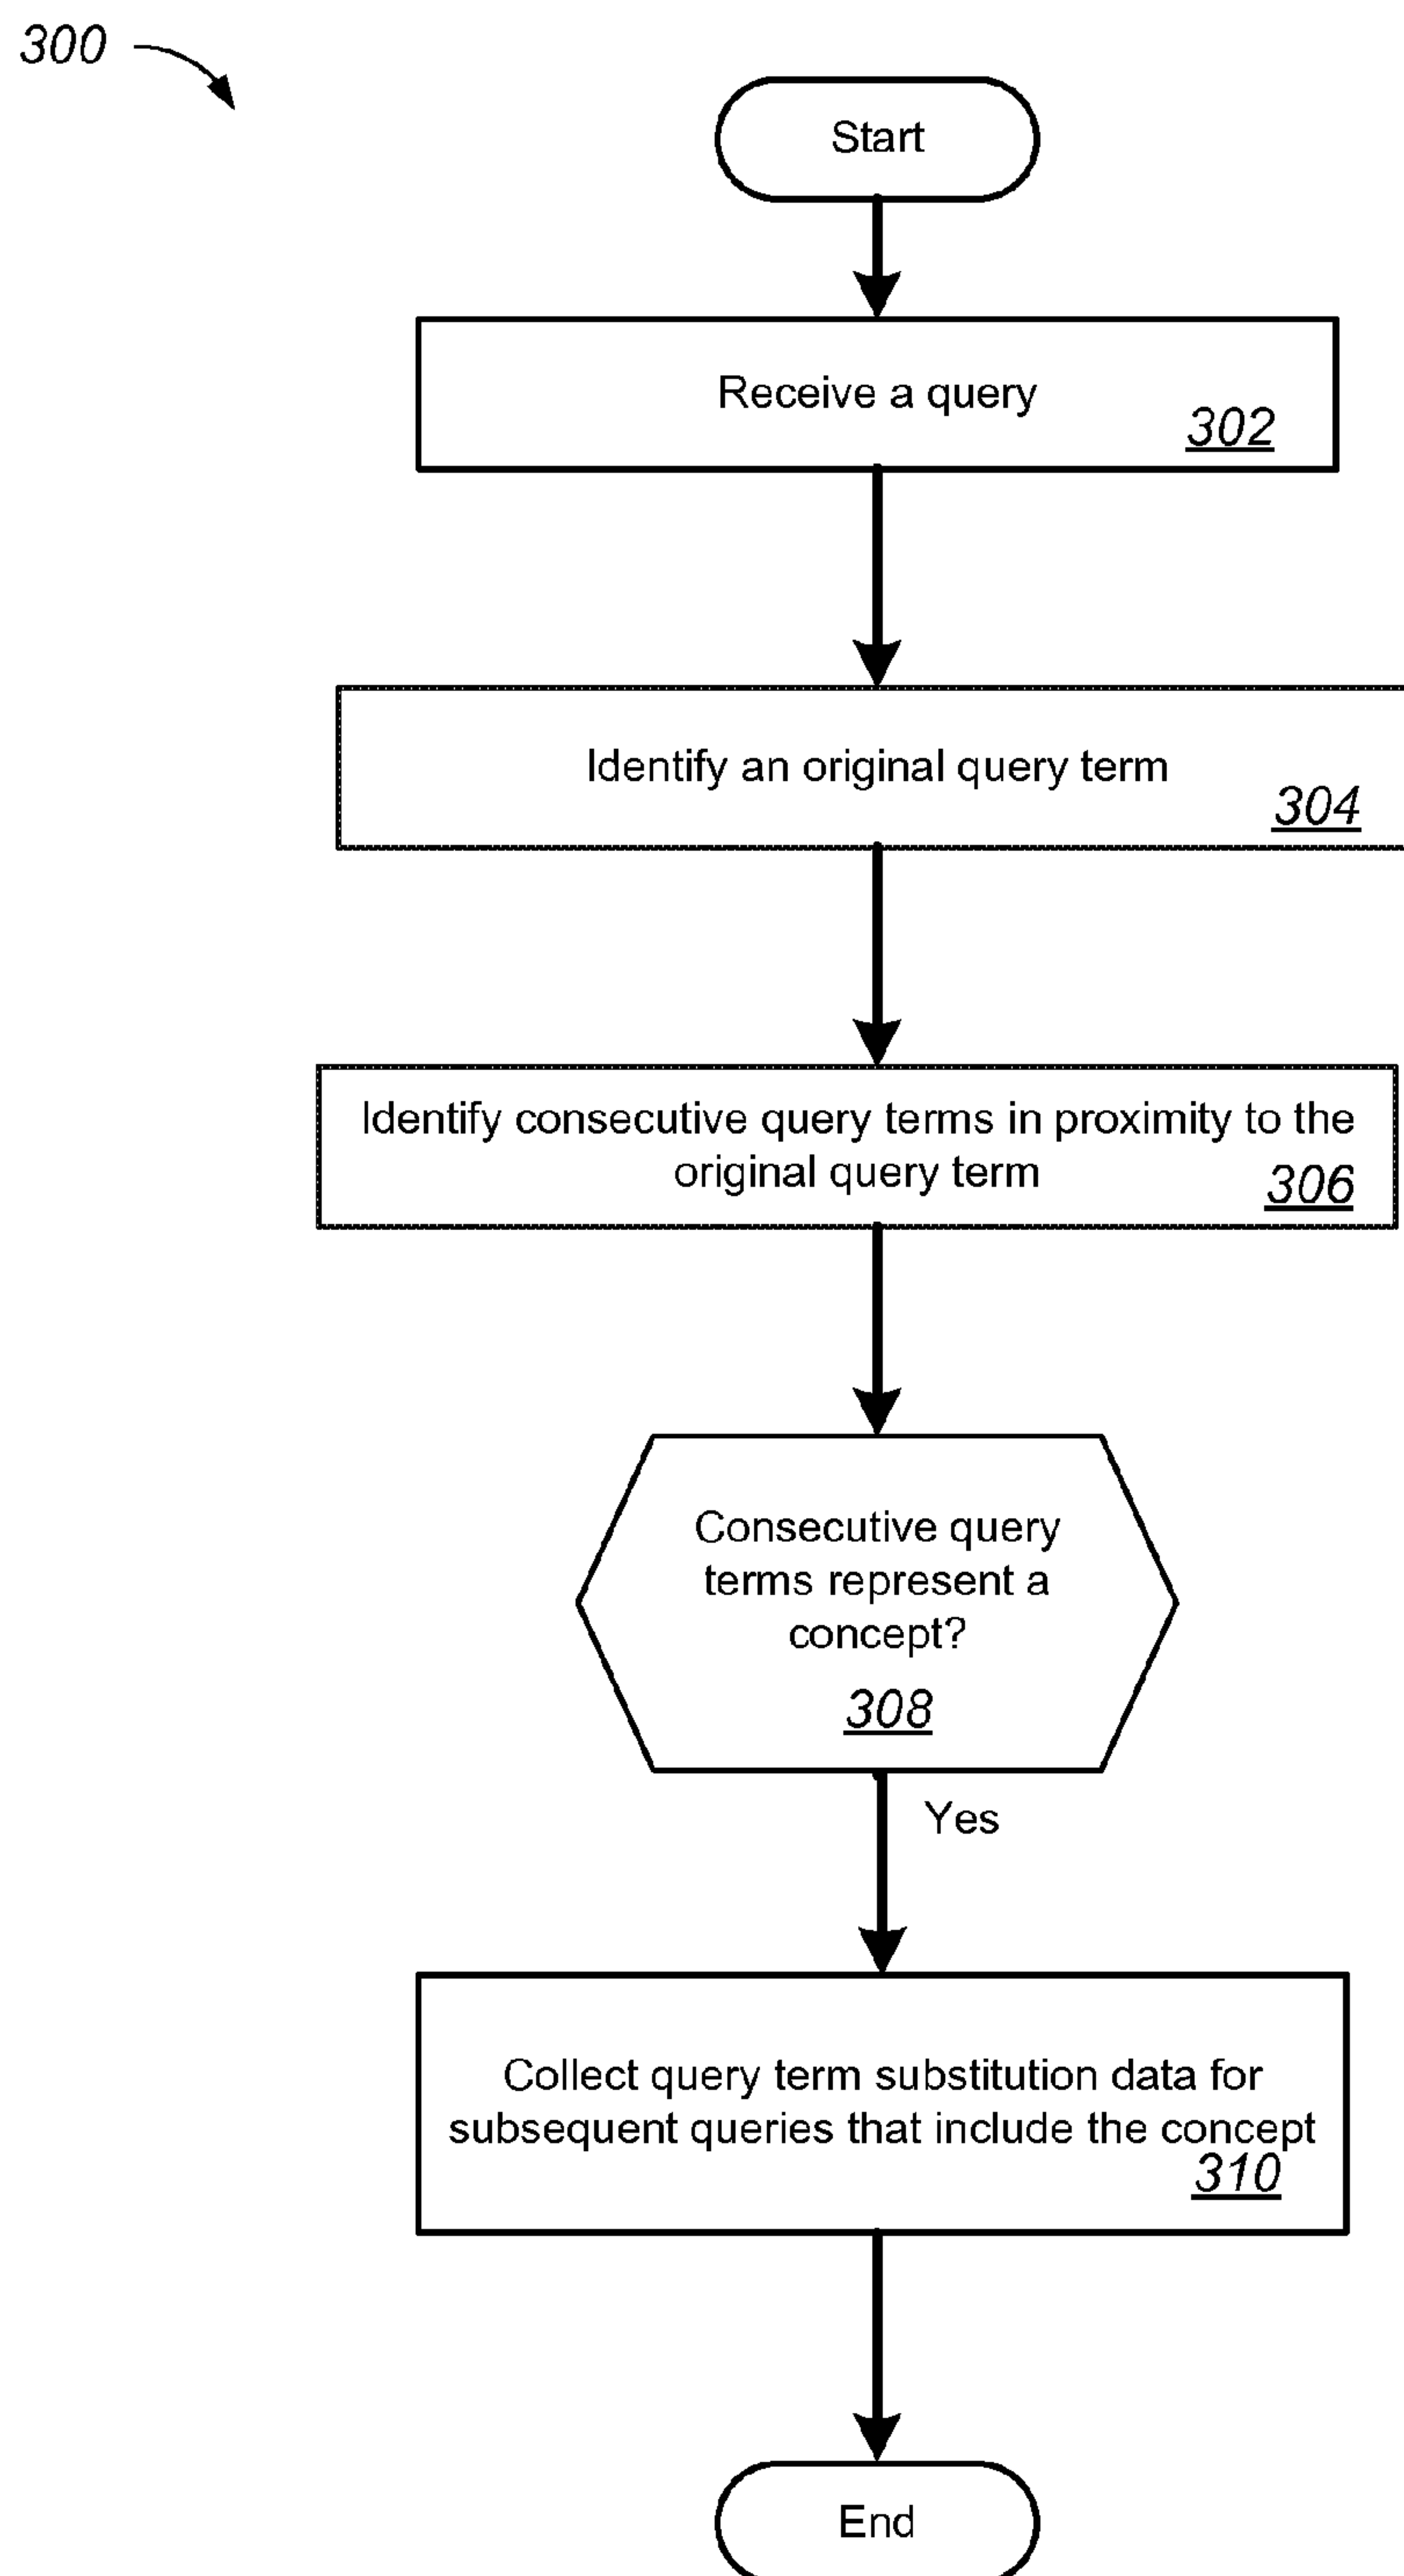 300
Start
Receive a query
302
Identify an original query term
304
Identify consecutive query terms in proximity to the
original query term
306
Consecutive query
terms represent a
concept?
308
Yes
Collect query term substitution data for
subsequent queries that include the concept
310
End